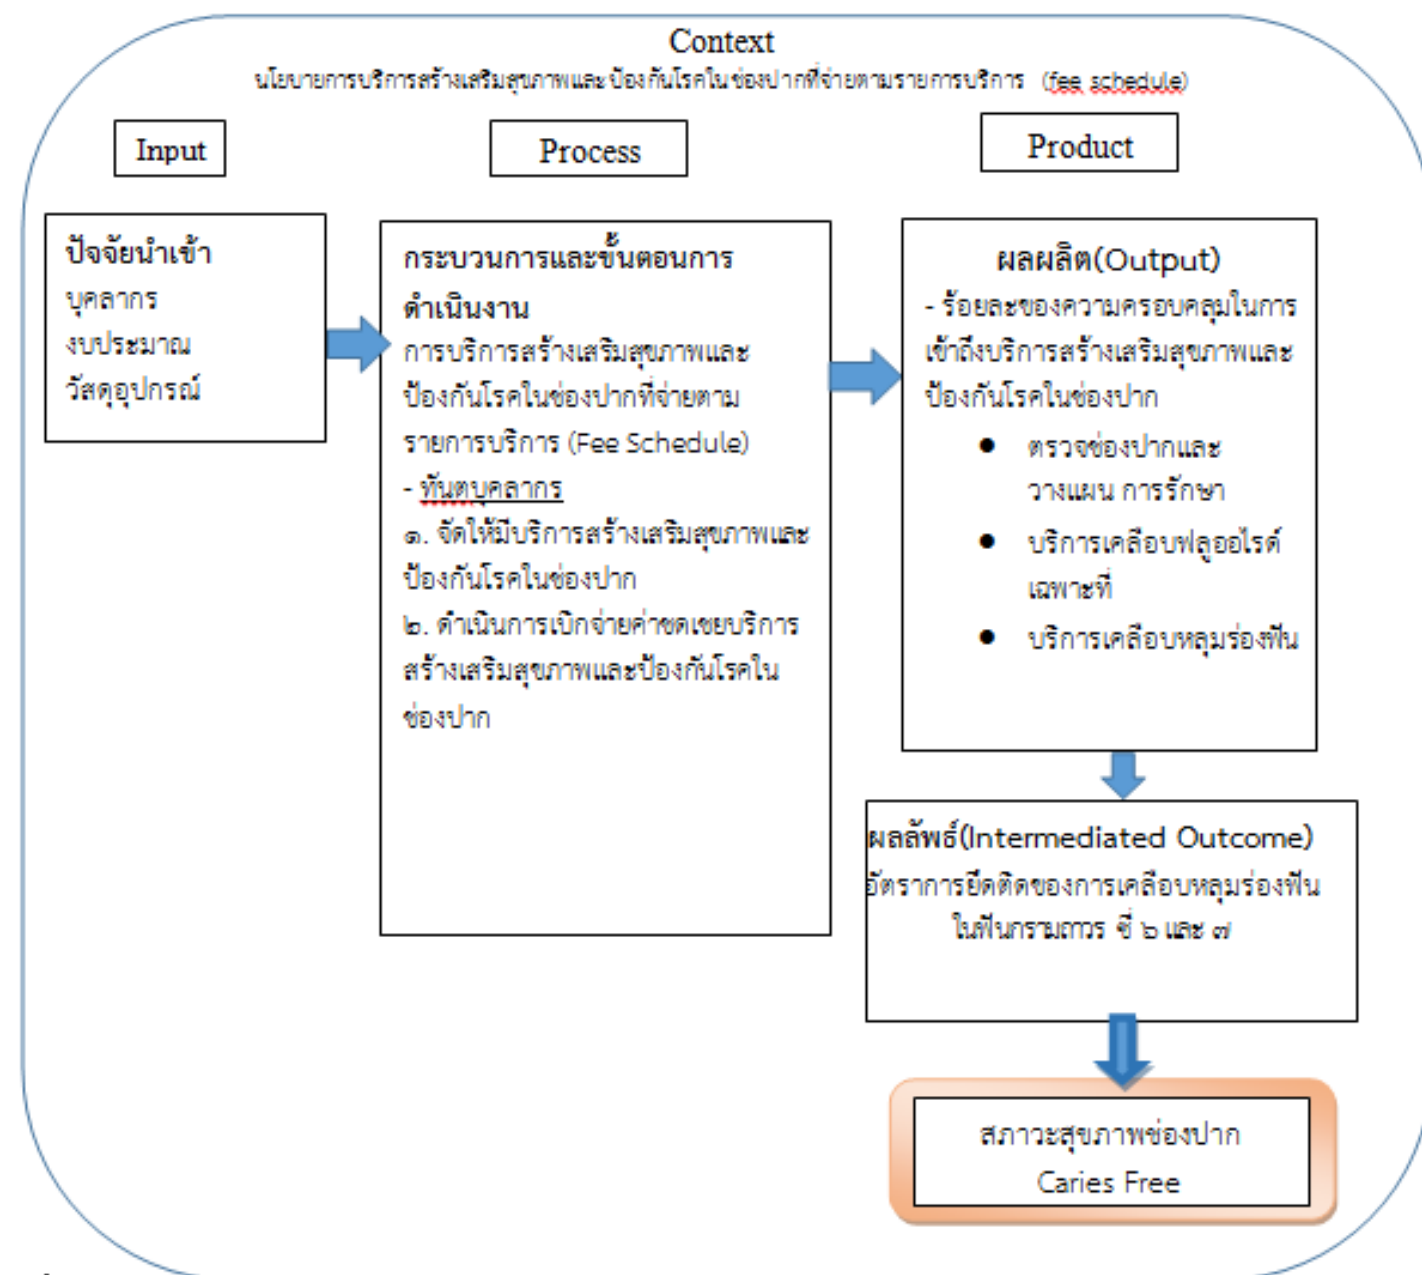 Context
นโยบายการบริการสร้างเสริมสุขภาพและป้องกันโรคในช่องปากที่จ่ายตามรายการบริการ (fee schedule)
Input
Process
Product
ปัจจัยนำเข้า
บุคลากร
งบประมาณ
วัสดุอุปกรณ์
กระบวนการและขั้นตอนการ
ดำเนินงาน
การบริการสร้างเสริมสุขภาพและ
ป้องกันโรคในช่องปากที่จ่ายตาม
รายการบริการ (Fee Schedule)
- ทันตบุคลากร
๑. จัดให้มีบริการสร้างเสริมสุขภาพและ
ป้องกันโรคในช่องปาก
๒. ดำเนินการเบิกจ่ายค่าชดเชยบริการ
สร้างเสริมสุขภาพและป้องกันโรคใน
ช่องปาก
ผลผลิต(Output)
- ร้อยละของความครอบคลุมในการ
เข้าถึงบริการสร้างเสริมสุขภาพและ
ป้องกันโรคในช่องปาก
● ตรวจช่องปากและ
วางแผน การรักษา
● บริการเคลือบฟลูออไรด์
เฉพาะที่
● บริการเคลือบหลุมร่องฟัน
ผลลัพธ์(Intermediated Outcome)
อัตราการยึดติดของการเคลือบหลุมร่องฟัน
ในฟันกรามถาวร ซี่ ๖ และ ๗
สภาวะสุขภาพช่องปาก
Caries Free